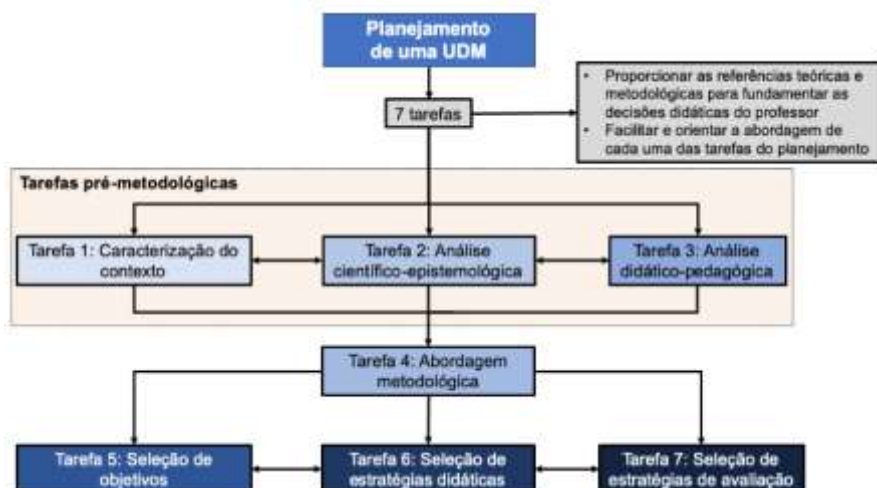 Planejamento
de uma UDM
7 tarefas
• Proporcionar as referências teóricas e
metodológicas para fundamentar as
decisões didáticas do professor
• Facilitar e orientar a abordagem de
cada uma das tarefas do planejamento
Tarefas pré-metodológicas
Tarefa 1: Caracterização do
contexto
Tarefa 2: Análise
científico-epistemológica
Tarefa 3: Análise
didático-pedagógica
Tarefa 4: Abordagem
metodológica
Tarefa 5: Seleção de
objetivos
Tarefa 6: Seleção de
estratégias didáticas
Tarefa 7: Seleção de
estratégias de avaliação